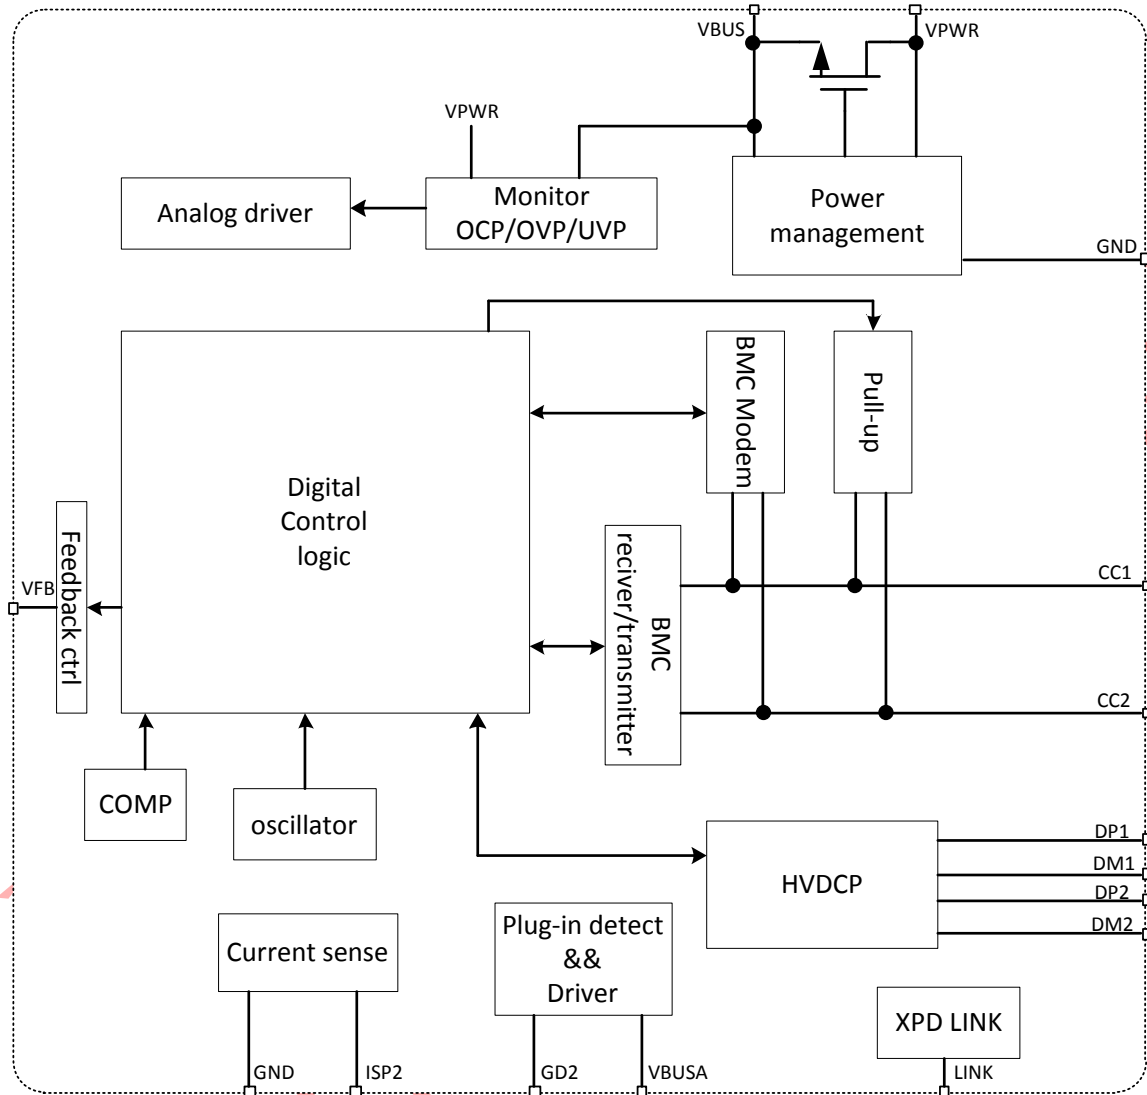 VBUS
VPWR
VPWR
Analog driver
Monitor
OCP/OVP/UVP
Power
management
GND
BMC Modem
Pull-up
Digital
Control
logic
Feedback ctrl
VFB
BMC
reciver/transmitter
CC1
CC2
COMP
oscillator
HVDCP
DP1
DM1
DP2
DM2
Current sense
Plug-in detect
&&
Driver
XPD LINK
GND
ISP2
GD2
VBUSA
LINK